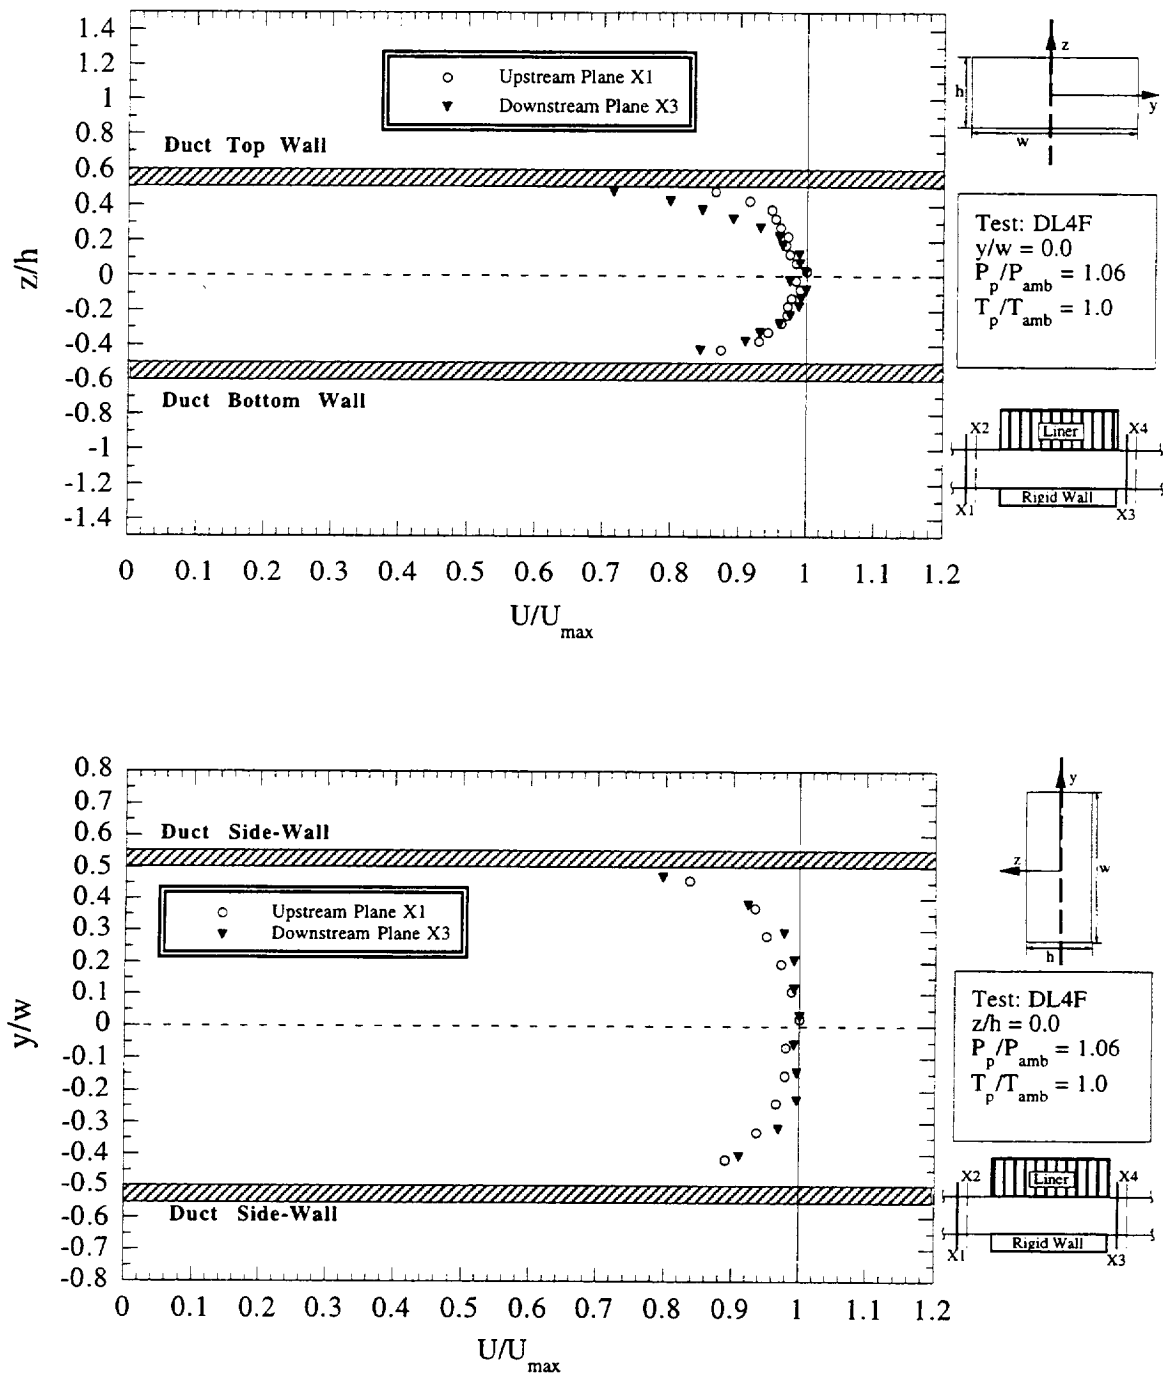 1.4
1.2
1
0.8
0.6
0.4
0.2
0
-0.2
-0.4
-0.6
-0.8
-1
-1.2
-1.4
z/h
Upstream Plane X1
Downstream Plane X3
Duct Top Wall
Duct Bottom Wall
0 0.1 0.2 0.3 0.4 0.5 0.6 0.7 0.8 0.9 1 1.1 1.2
U/Umax
z
h
y
w
Test: DL4F
y/w = 0.0
Pp/Pamb = 1.06
Tp/Tamb = 1.0
X2 Liner X4
X1 Rigid Wall X3
0.8
0.7
0.6
0.5
0.4
0.3
0.2
0.1
0
-0.1
-0.2
-0.3
-0.4
-0.5
-0.6
-0.7
-0.8
y/w
Duct Side-Wall
Upstream Plane X1
Downstream Plane X3
Duct Side-Wall
0 0.1 0.2 0.3 0.4 0.5 0.6 0.7 0.8 0.9 1 1.1 1.2
U/Umax
y
z
w
h
Test: DL4F
z/h = 0.0
Pp/Pamb = 1.06
Tp/Tamb = 1.0
X2 Liner X4
X1 Rigid Wall X3